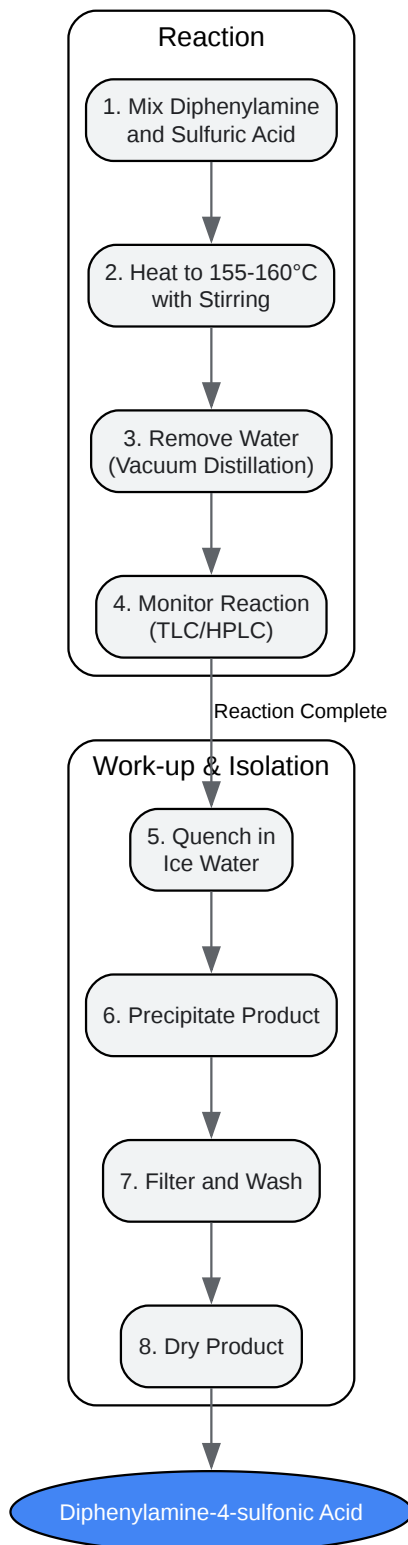 Reaction
1. Mix Diphenylamine
and Sulfuric Acid
2. Heat to 155-160°C
with Stirring
3. Remove Water
(Vacuum Distillation)
4. Monitor Reaction
(TLC/HPLC)
Reaction Complete
Work-up & Isolation
5. Quench in
Ice Water
6. Precipitate Product
7. Filter and Wash
8. Dry Product
Diphenylamine-4-sulfonic Acid